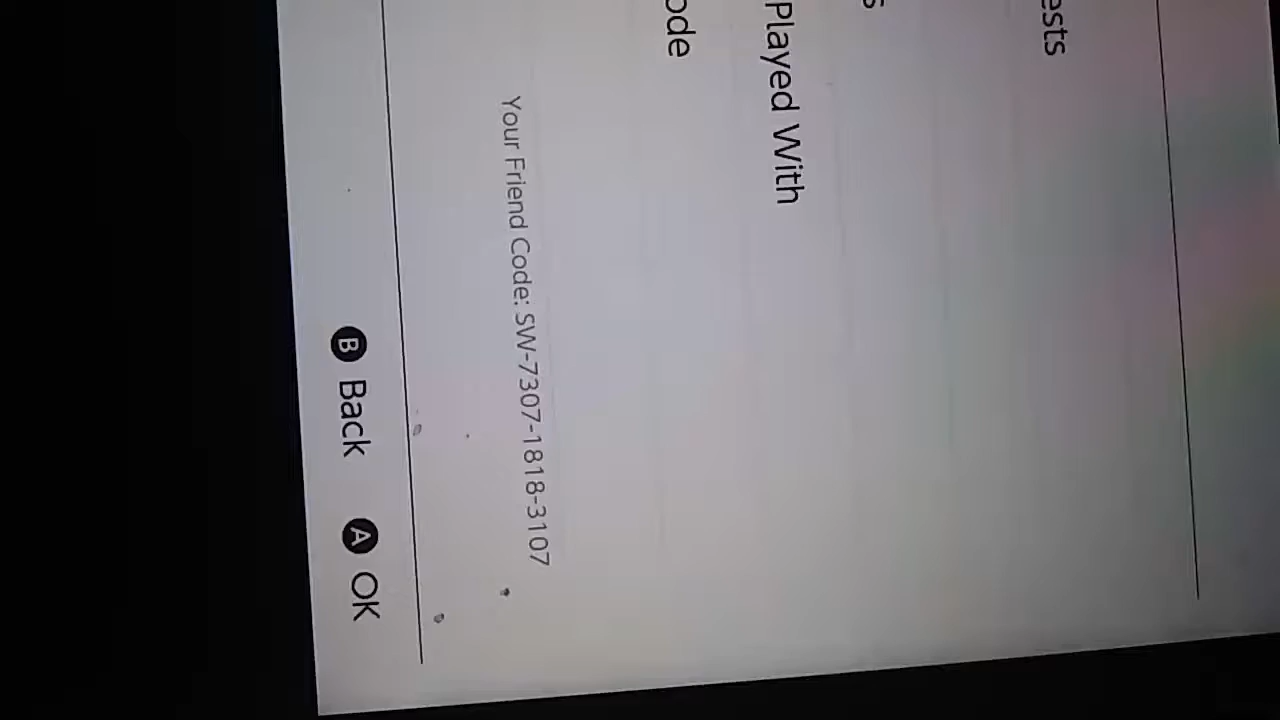 ests
s
Played With
ode
Your Friend Code: SW-7307-1818-3107
B Back A OK